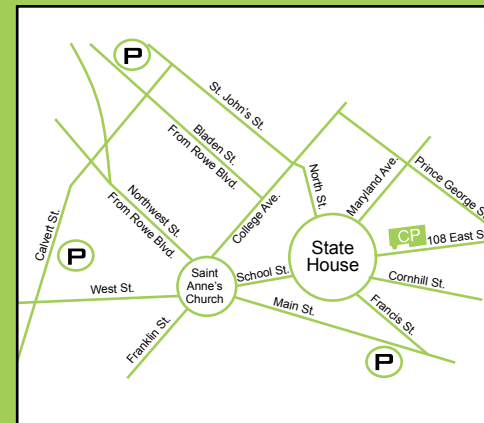 P
St. John's St.
Bladen St.
From Rowe Blvd.
College Ave.
North St.
Maryland Ave.
Prince George S
Northwest St.
From Rowe Blvd.
Calvert St.
P
CP
108 East S
State
House
Saint
Anne's
Church
School St.
Cornhill St.
West St.
Main St.
Francis St.
Franklin St.
P